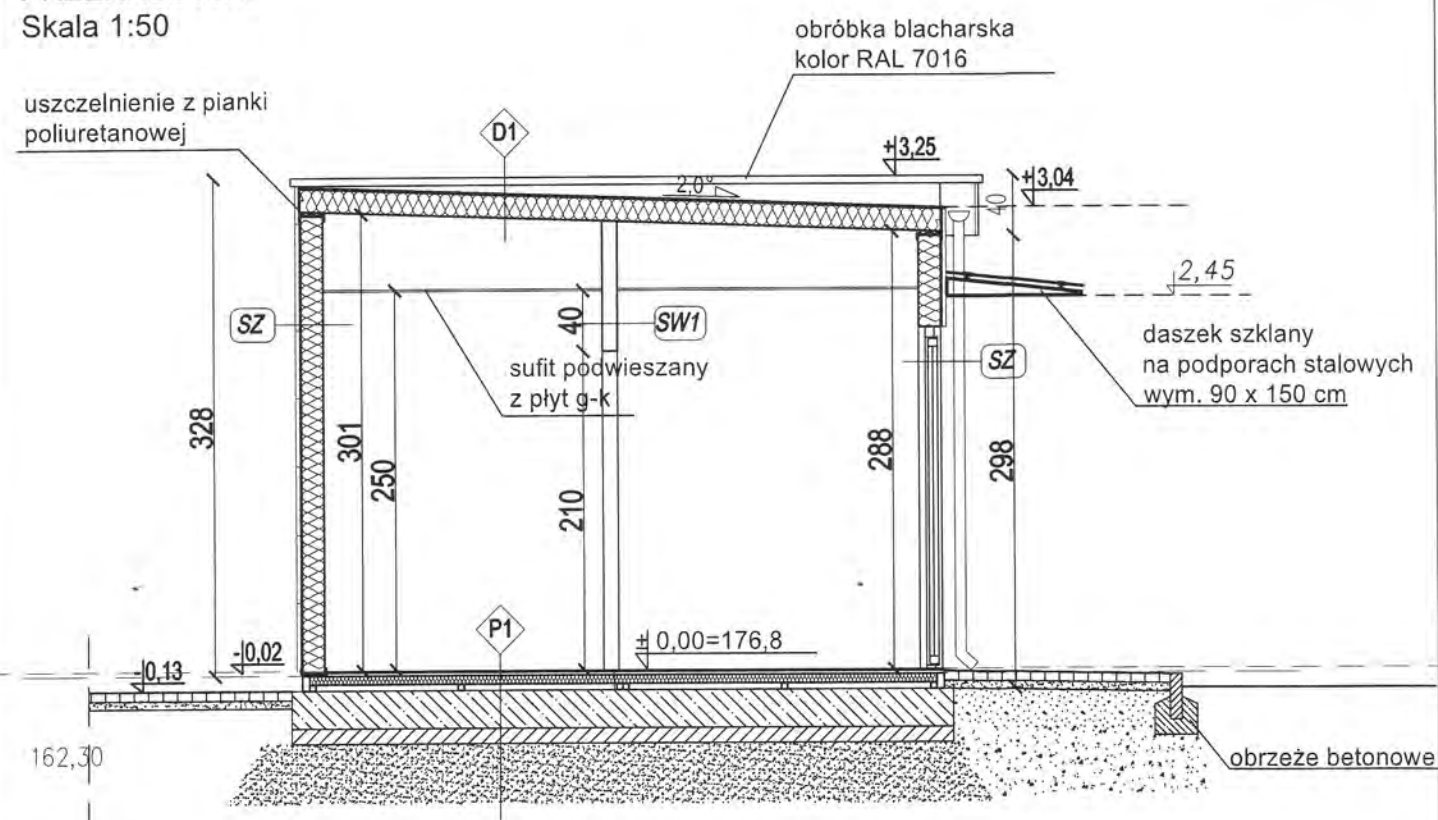 Skala 1:50
obróbka blacharska
kolor RAL 7016
uszczelnienie z pianki
poliuretanowej
D1
+3,25
+3,04
2,0°
40
2,45
SZ
40
SW1
SZ
daszek szklany
na podporach stalowych
wym. 90 x 150 cm
sufit podwieszany
z płyt g-k
328
301
250
210
288
298
P1
± 0,00=176,8
-0,02
-0,13
162,30
obrzeże betonowe